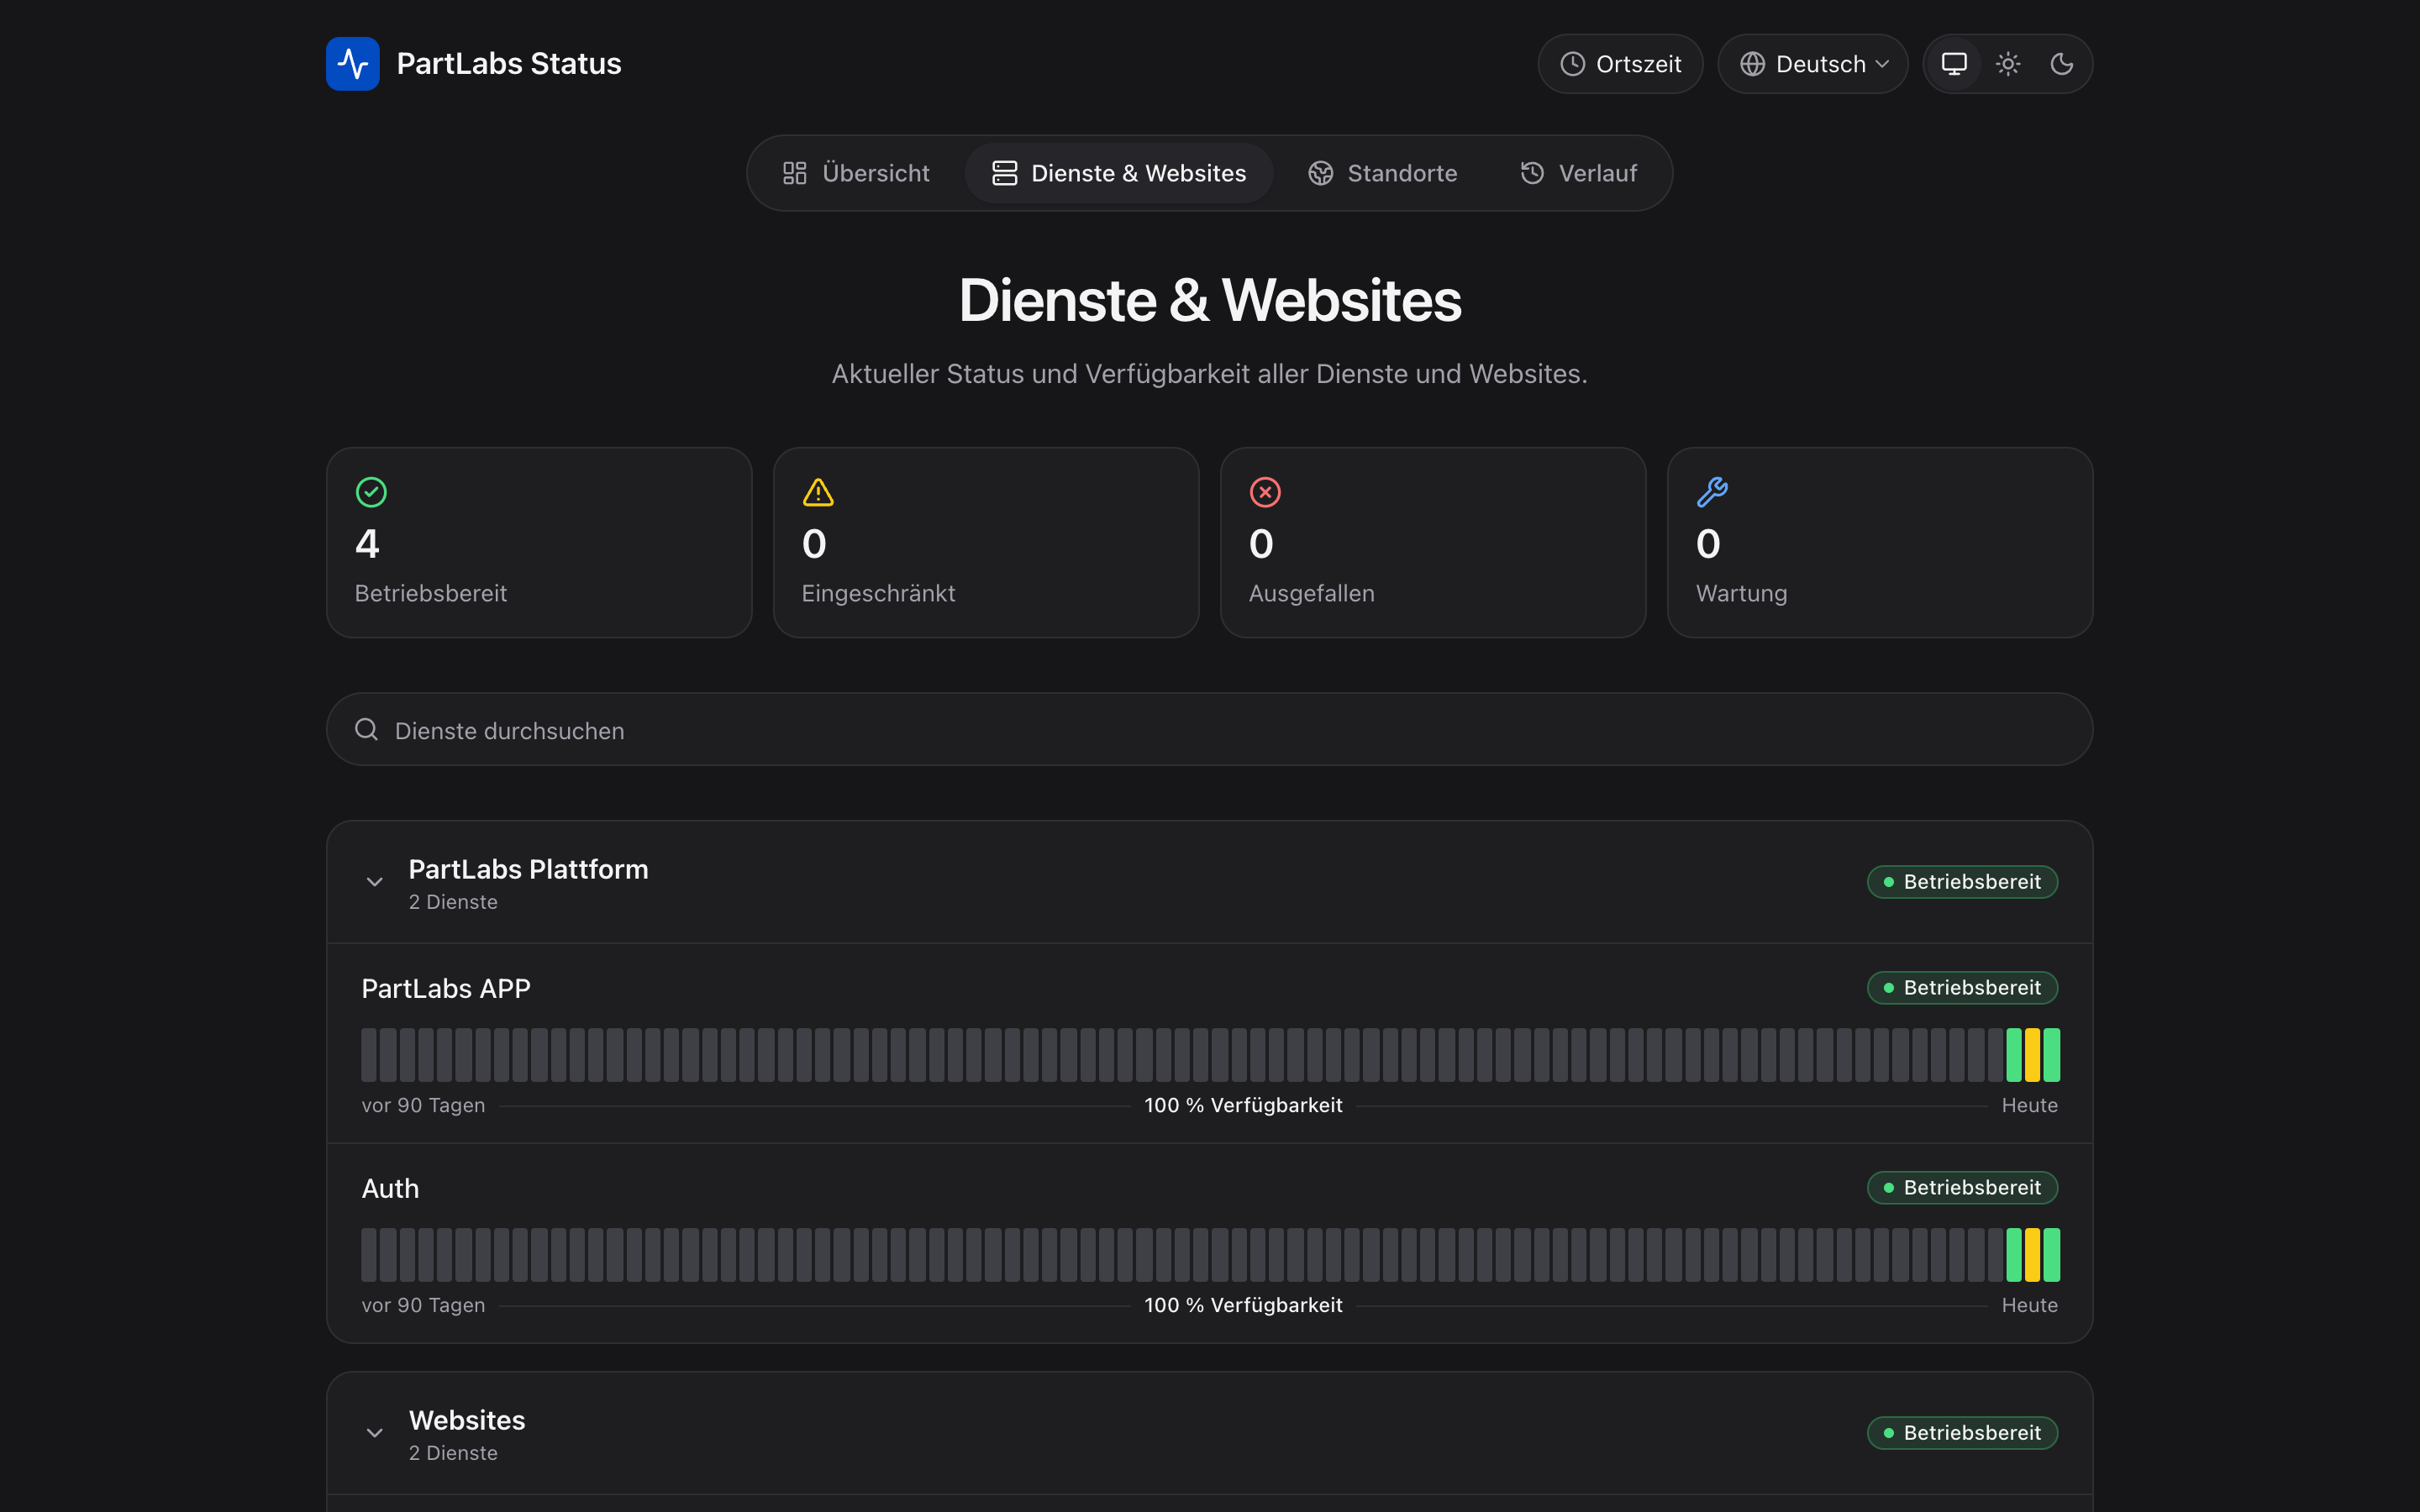 PartLabs Status
Ortszeit
Deutsch
Übersicht
Dienste & Websites
Standorte
Verlauf
Dienste & Websites
Aktueller Status und Verfügbarkeit aller Dienste und Websites.
4
Betriebsbereit
0
Eingeschränkt
0
Ausgefallen
0
Wartung
Dienste durchsuchen
PartLabs Plattform
2 Dienste
Betriebsbereit
PartLabs APP
Betriebsbereit
vor 90 Tagen
100 % Verfügbarkeit
Heute
Auth
Betriebsbereit
vor 90 Tagen
100 % Verfügbarkeit
Heute
Websites
2 Dienste
Betriebsbereit